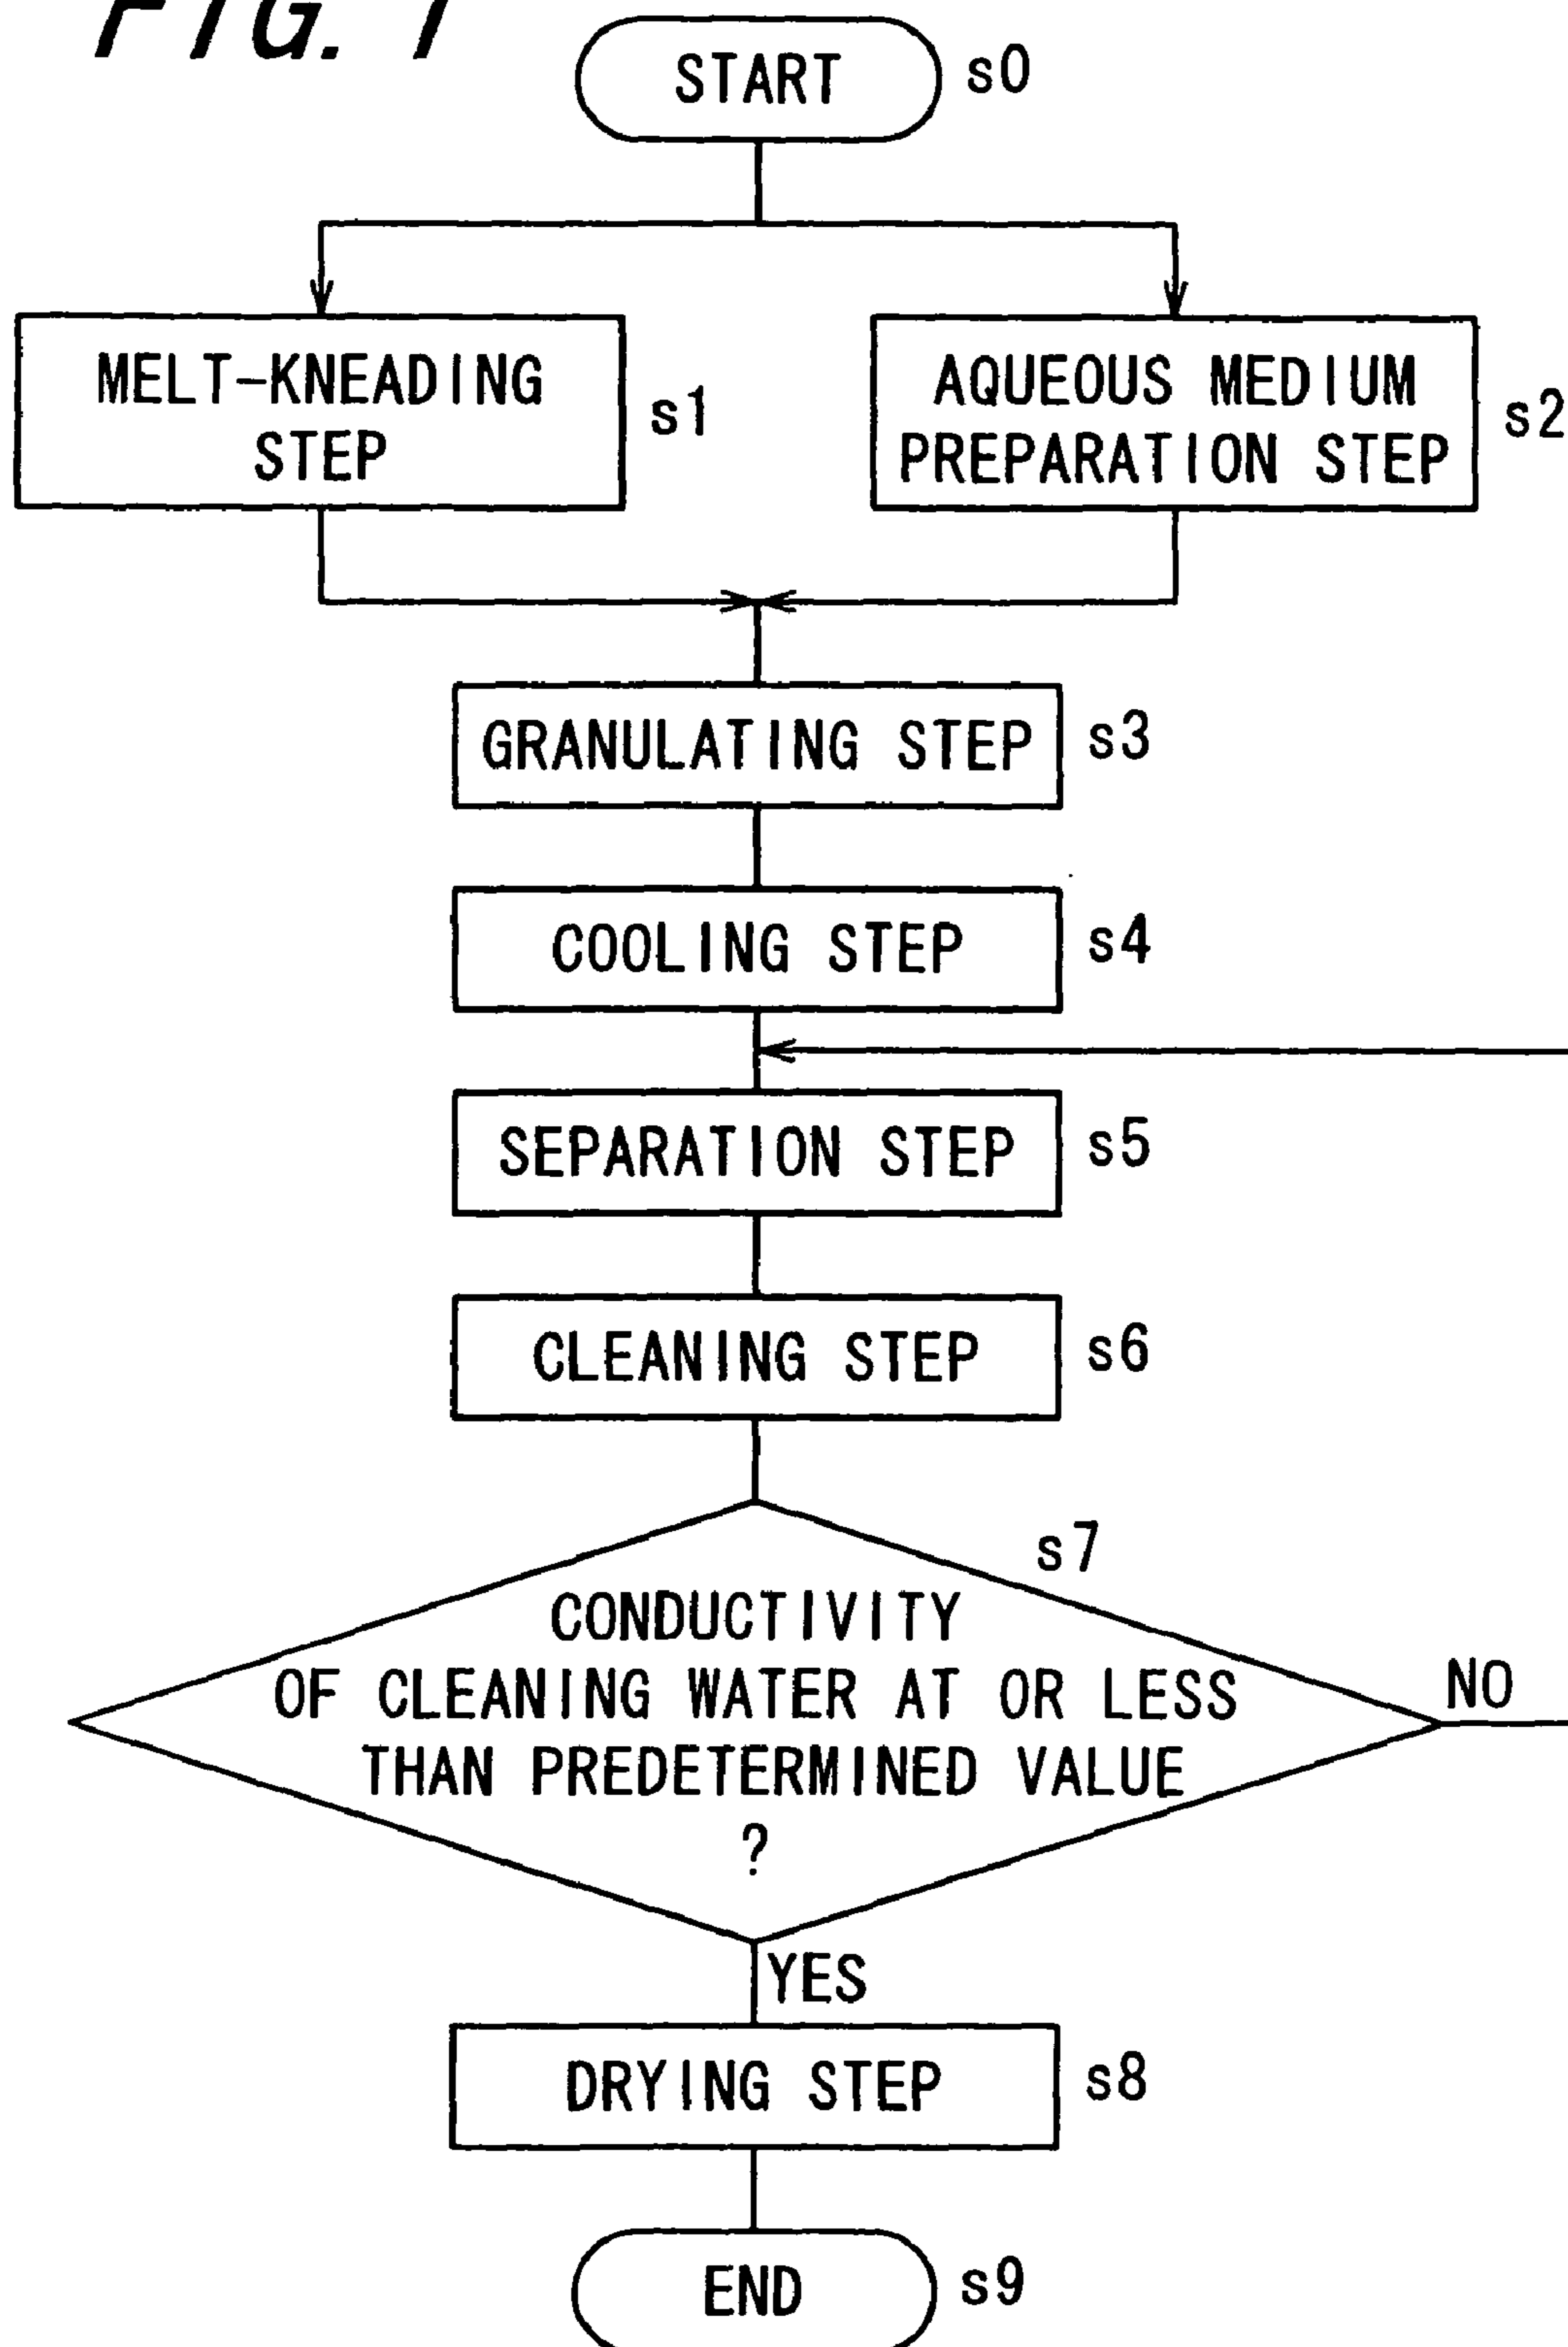 FIG. 1
START s0
MELT-KNEADING
STEP
s1
AQUEOUS MEDIUM
PREPARATION STEP
s2
GRANULATING STEP s3
COOLING STEP s4
SEPARATION STEP s5
CLEANING STEP s6
s7
CONDUCTIVITY
OF CLEANING WATER AT OR LESS
THAN PREDETERMINED VALUE
?
NO
YES
DRYING STEP s8
END s9